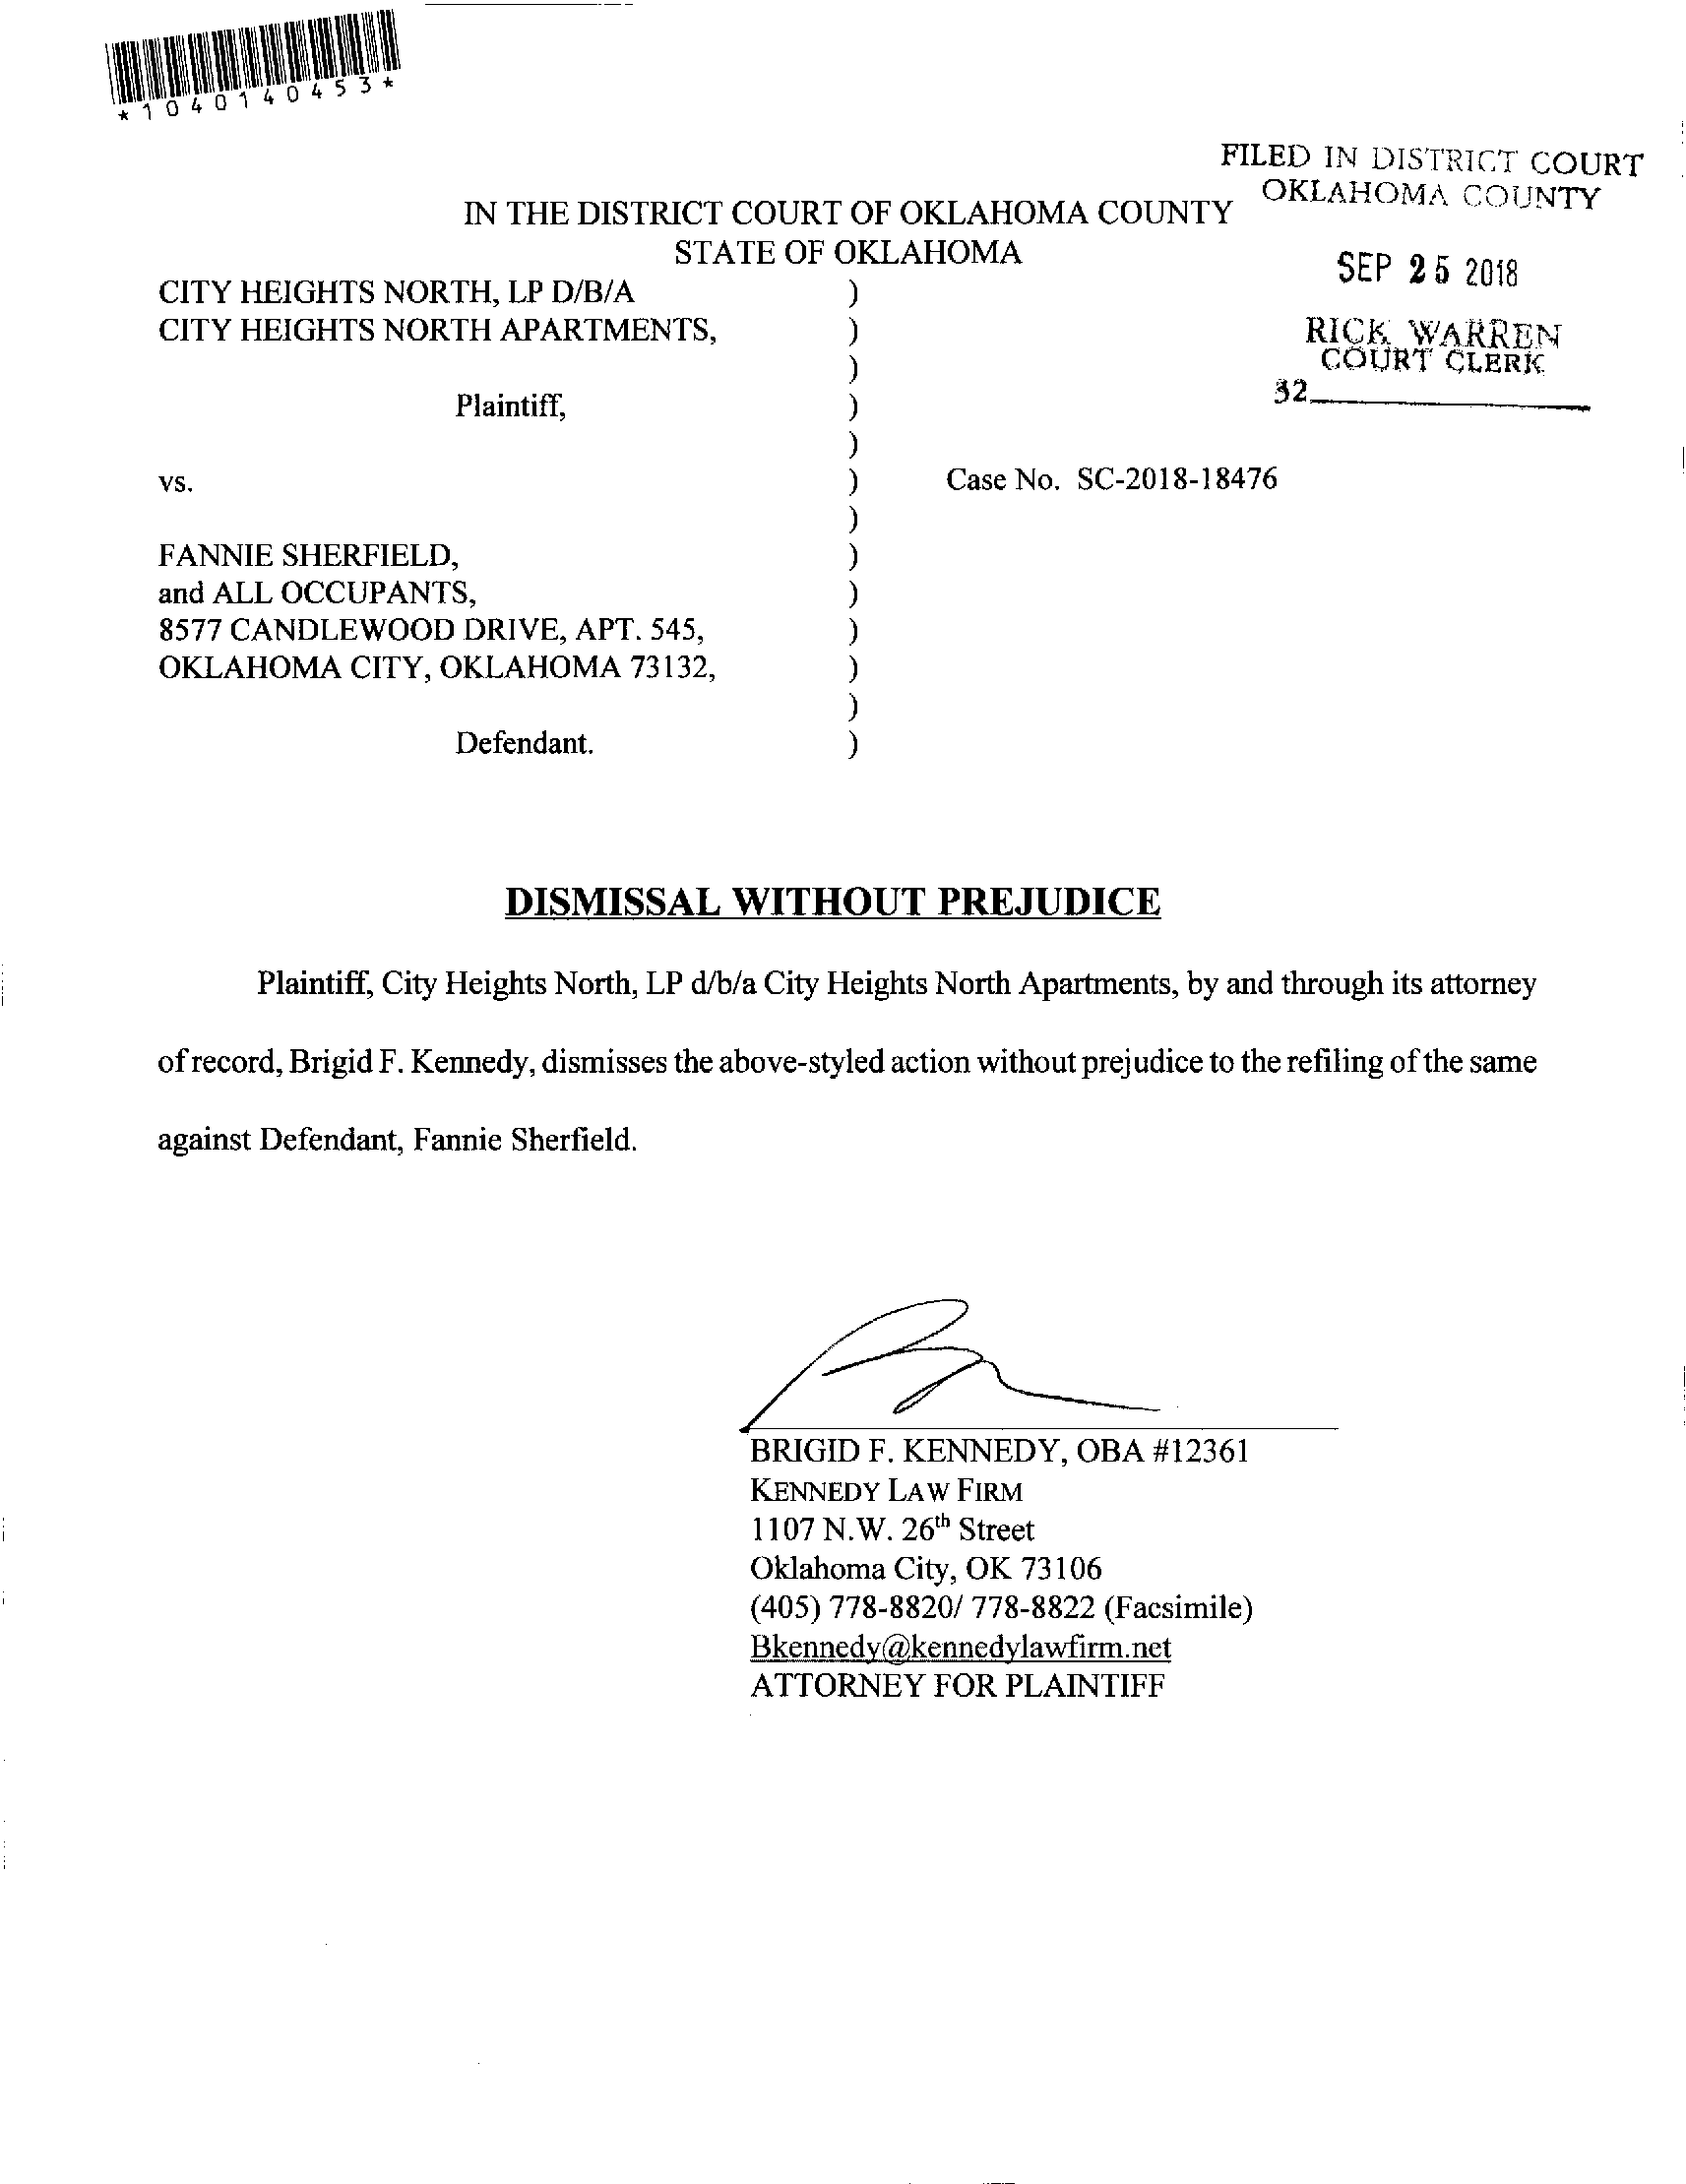 *1040140453*
FILED IN DISTRICT COURT
OKLAHOMA COUNTY
IN THE DISTRICT COURT OF OKLAHOMA COUNTY
STATE OF OKLAHOMA
SEP 25 2018
RICK WARREN
COURT CLERK
32
CITY HEIGHTS NORTH, LP D/B/A )
CITY HEIGHTS NORTH APARTMENTS, )
)
Plaintiff, )
)
vs. ) Case No. SC-2018-18476
)
FANNIE SHERFIELD, )
and ALL OCCUPANTS, )
8577 CANDLEWOOD DRIVE, APT. 545, )
OKLAHOMA CITY, OKLAHOMA 73132, )
)
Defendant. )
DISMISSAL WITHOUT PREJUDICE
Plaintiff, City Heights North, LP d/b/a City Heights North Apartments, by and through its attorney
of record, Brigid F. Kennedy, dismisses the above-styled action without prejudice to the refiling of the same
against Defendant, Fannie Sherfield.
BRIGID F. KENNEDY, OBA #12361
KENNEDY LAW FIRM
1107 N.W. 26th Street
Oklahoma City, OK 73106
(405) 778-8820/ 778-8822 (Facsimile)
Bkennedy@kennedylawfirm.net
ATTORNEY FOR PLAINTIFF